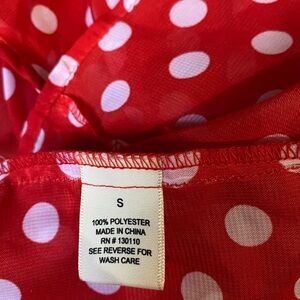 S
100% POLYESTER
MADE IN CHINA
RN # 130110
SEE REVERSE FOR
WASH CARE